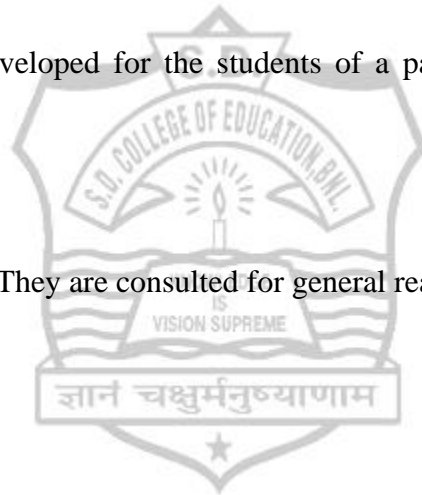 veloped for the students of a pa
S.D.
S.D. COLLEGE OF EDUCATION, BNL.
They are consulted for general rea
IS
VISION SUPREME
ज्ञानं चक्षुर्मनुष्याणाम